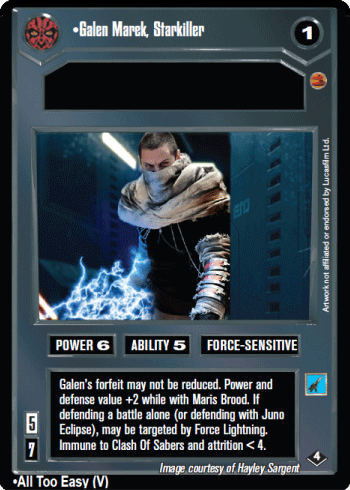 •Galen Marek, Starkiller
1
Artwork not affiliated or endorsed by Lucasfilm Ltd.
POWER 6 ABILITY 5 FORCE-SENSITIVE
Galen's forfeit may not be reduced. Power and
defense value +2 while with Maris Brood. If
defending a battle alone (or defending with Juno
Eclipse), may be targeted by Force Lightning.
Immune to Clash Of Sabers and attrition < 4.
5
7
4
Image courtesy of Hayley Sargent
•All Too Easy (V)